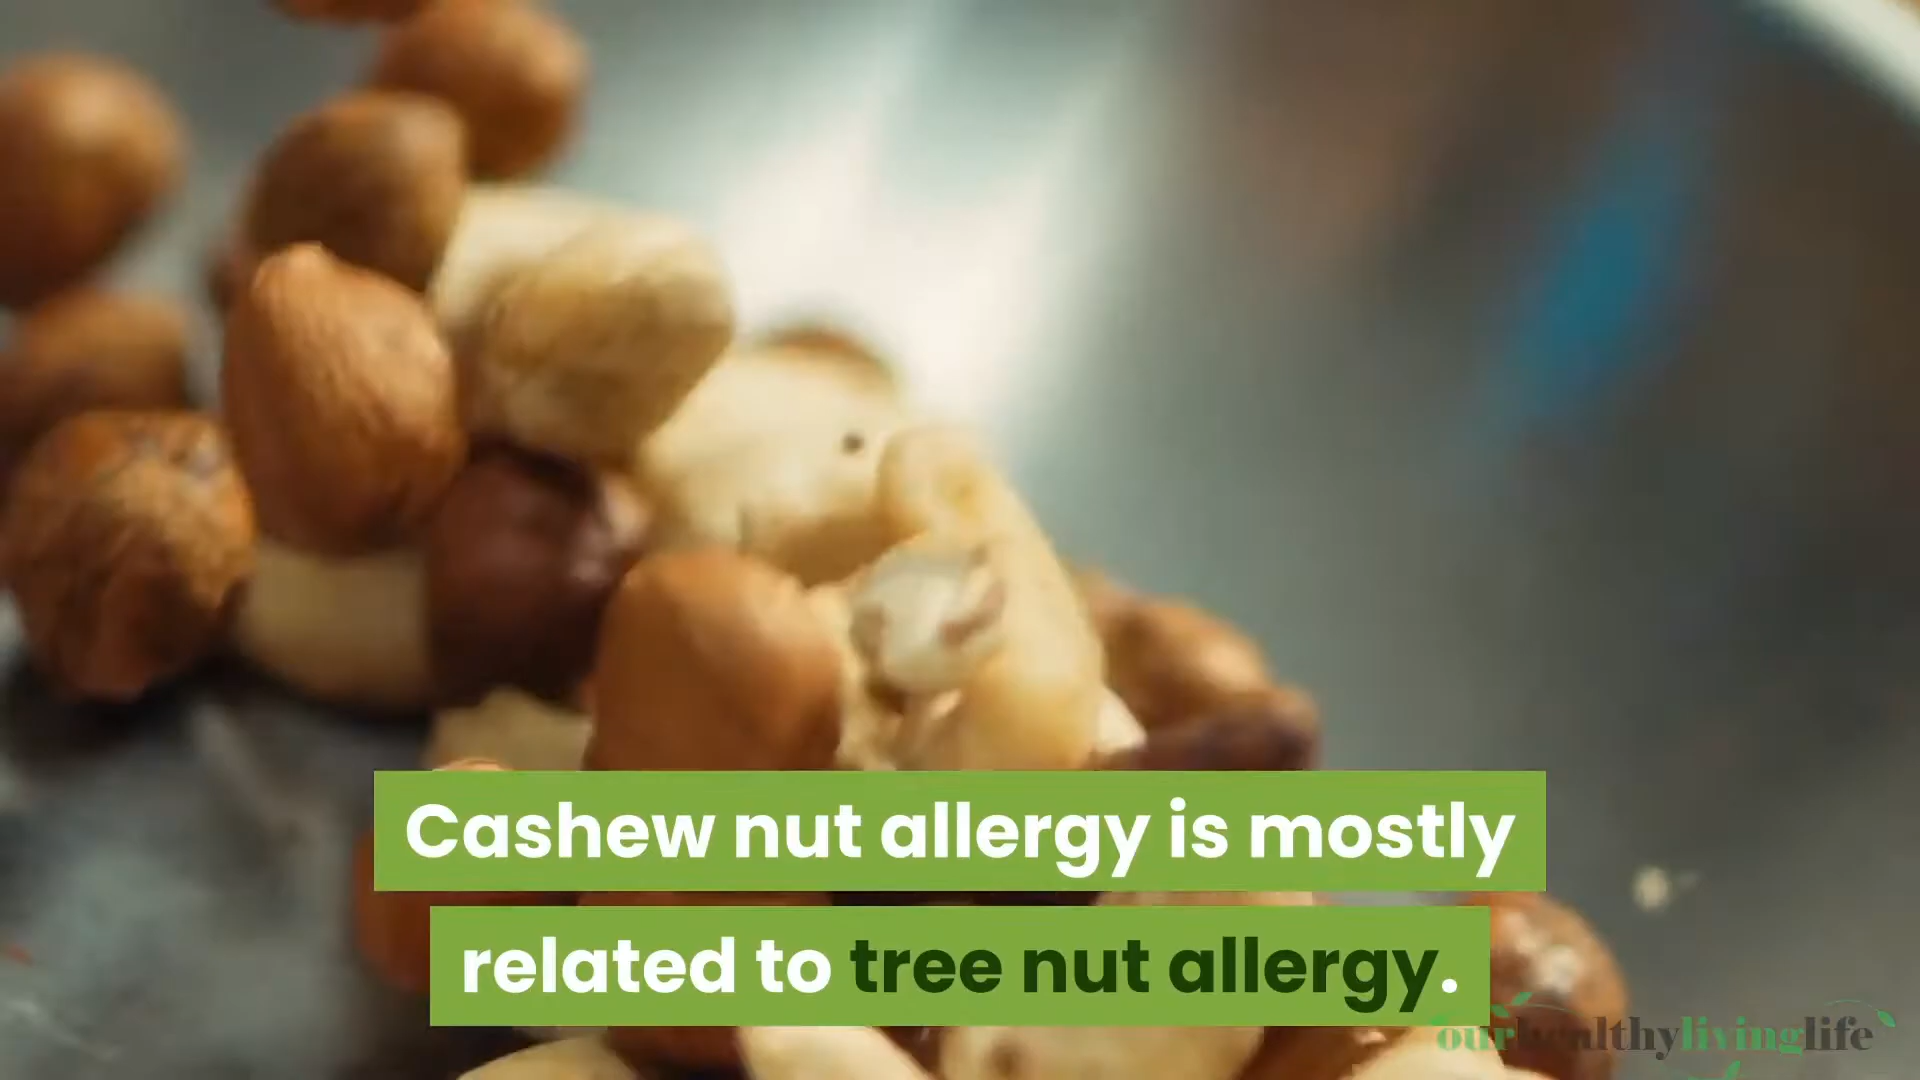 Cashew nut allergy is mostly
related to tree nut allergy.
ourhealthylivinglife